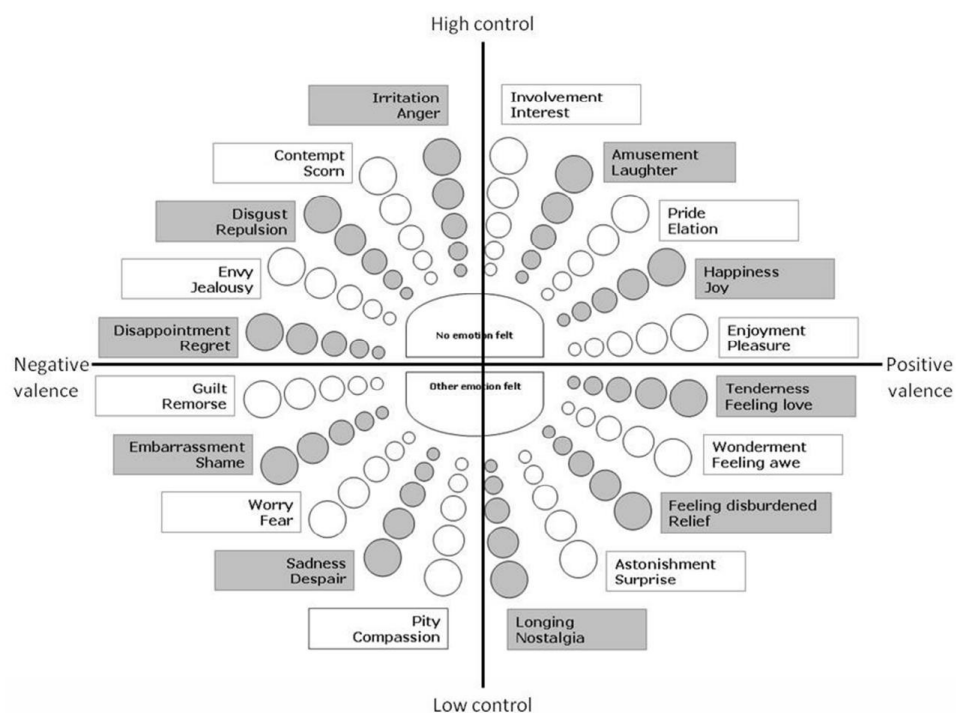 High control
Irritation
Anger
Involvement
Interest
Contempt
Scorn
Amusement
Laughter
Disgust
Repulsion
Pride
Elation
Envy
Jealousy
Happiness
Joy
Disappointment
Regret
No emotion felt
Enjoyment
Pleasure
Negative
valence
Positive
valence
Guilt
Remorse
Other emotion felt
Tenderness
Feeling love
Embarrassment
Shame
Wonderment
Feeling awe
Worry
Fear
Feeling disburdened
Relief
Sadness
Despair
Astonishment
Surprise
Pity
Compassion
Longing
Nostalgia
Low control